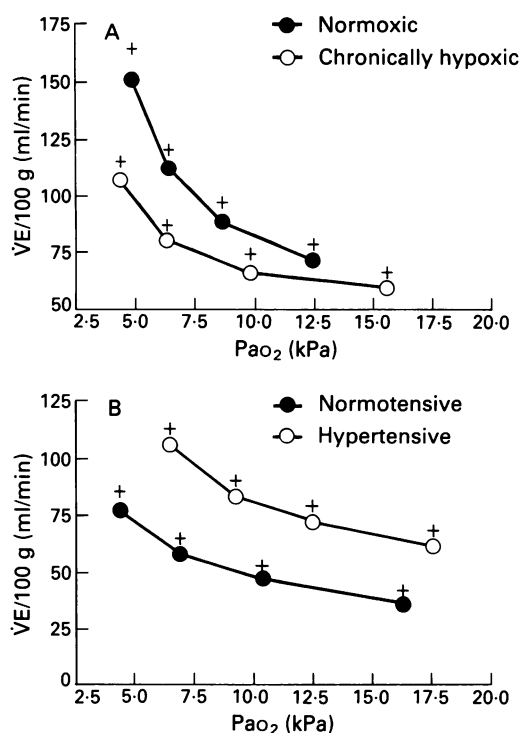 A
Normoxic
Chronically hypoxic
V̇E/100 g (ml/min)
175
150
125
100
75
50
2·5 5·0 7·5 10·0 12·5 15·0 17·5 20·0
PaO₂ (kPa)
B
Normotensive
Hypertensive
V̇E/100 g (ml/min)
125
100
75
50
25
0
2·5 5·0 7·5 10·0 12·5 15·0 17·5 20·0
PaO₂ (kPa)